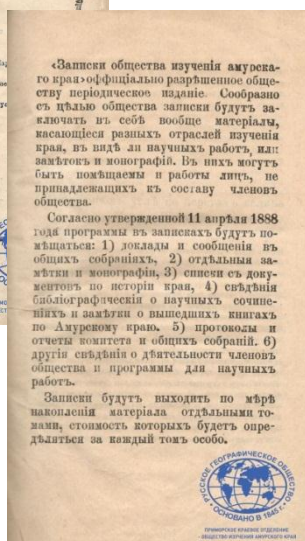 «Записки общества изученія амурска-
го края» оффиціально разрѣшенное обще-
ству періодическое изданіе. Сообразно
съ цѣлью общества записки будутъ за-
ключать въ себѣ вообще матеріалы,
касающіеся разныхъ отраслей изученія
края, въ видѣ ли научныхъ работъ, или
замѣтокъ и монографій. Въ нихъ могутъ
быть помѣщаемы и работы лицъ, не
принадлежащихъ къ составу членовъ
общества.
Согласно утвержденной 11 апрѣля 1888
года программы въ запискахъ будутъ по-
мѣщаться: 1) доклады и сообщенія въ
общихъ собраніяхъ, 2) отдѣльныя за-
мѣтки и монографіи, 3) списки съ доку-
ментовъ по исторіи края, 4) свѣдѣнія
библіографическія о научныхъ сочине-
ніяхъ и замѣтки о вышедшихъ книгахъ
по Амурскому краю. 5) протоколы и
отчеты комитета и общихъ собраній. 6)
другія свѣдѣнія о дѣятельности членовъ
общества и программы для научныхъ
работъ.
Записки будутъ выходить по мѣрѣ
накопленія матеріала отдѣльными то-
мами, стоимость которыхъ будетъ опре-
дѣляться за каждый томъ особо.
РУССКОЕ ГЕОГРАФИЧЕСКОЕ ОБЩЕСТВО
ОСНОВАНО В 1845 г.
ПРИМОРСКОЕ КРАЕВОЕ ОТДЕЛЕНИЕ
ОБЩЕСТВО ИЗУЧЕНИЯ АМУРСКОГО КРАЯ